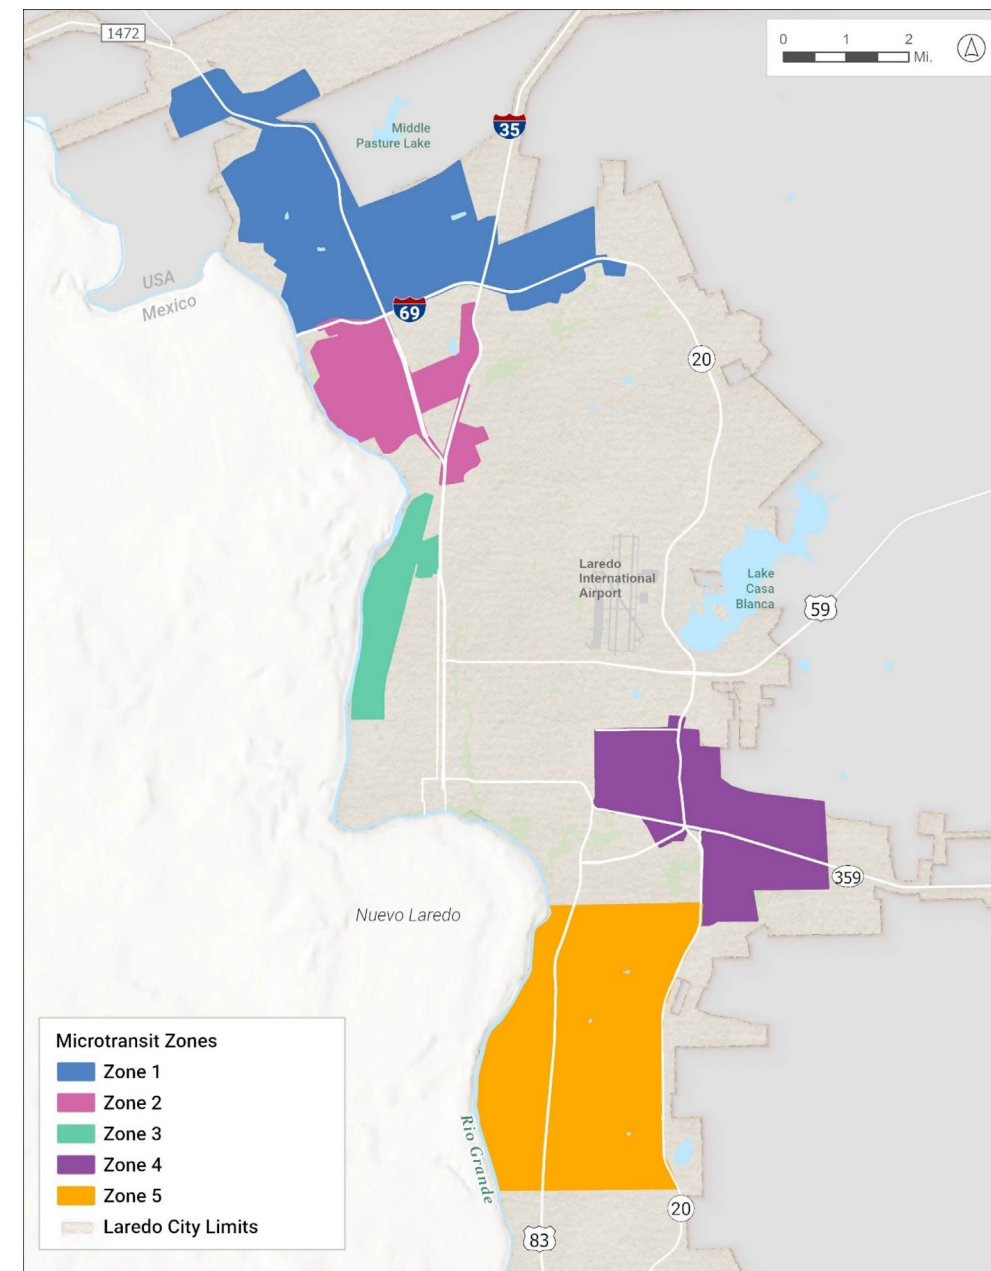 1472
0 1 2
Mi.
35
Middle
Pasture Lake
USA
Mexico
69
20
Laredo
International
Airport
Lake
Casa
Blanca
59
359
Nuevo Laredo
Microtransit Zones
Zone 1
Zone 2
Zone 3
Zone 4
Zone 5
Laredo City Limits
Rio Grande
20
83